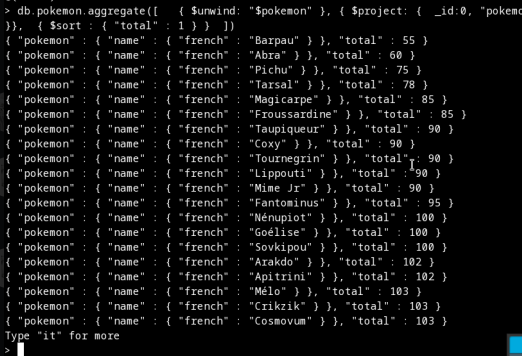 > db.pokemon.aggregate([   { $unwind: "$pokemon" }, { $project: {  _id:0, "pokemo
}},  { $sort : { "total" : 1 } }  ])
{ "pokemon" : { "name" : { "french" : "Barpau" } }, "total" : 55 }
{ "pokemon" : { "name" : { "french" : "Abra" } }, "total" : 60 }
{ "pokemon" : { "name" : { "french" : "Pichu" } }, "total" : 75 }
{ "pokemon" : { "name" : { "french" : "Tarsal" } }, "total" : 78 }
{ "pokemon" : { "name" : { "french" : "Magicarpe" } }, "total" : 85 }
{ "pokemon" : { "name" : { "french" : "Froussardine" } }, "total" : 85 }
{ "pokemon" : { "name" : { "french" : "Taupiqueur" } }, "total" : 90 }
{ "pokemon" : { "name" : { "french" : "Coxy" } }, "total" : 90 }
{ "pokemon" : { "name" : { "french" : "Tournegrin" } }, "total" : 90 }
{ "pokemon" : { "name" : { "french" : "Lippouti" } }, "total" : 90 }
{ "pokemon" : { "name" : { "french" : "Mime Jr" } }, "total" : 90 }
{ "pokemon" : { "name" : { "french" : "Fantominus" } }, "total" : 95 }
{ "pokemon" : { "name" : { "french" : "Nénupiot" } }, "total" : 100 }
{ "pokemon" : { "name" : { "french" : "Goélise" } }, "total" : 100 }
{ "pokemon" : { "name" : { "french" : "Sovkipou" } }, "total" : 100 }
{ "pokemon" : { "name" : { "french" : "Arakdo" } }, "total" : 102 }
{ "pokemon" : { "name" : { "french" : "Apitrini" } }, "total" : 102 }
{ "pokemon" : { "name" : { "french" : "Mélo" } }, "total" : 103 }
{ "pokemon" : { "name" : { "french" : "Crikzik" } }, "total" : 103 }
{ "pokemon" : { "name" : { "french" : "Cosmovum" } }, "total" : 103 }
Type "it" for more
>